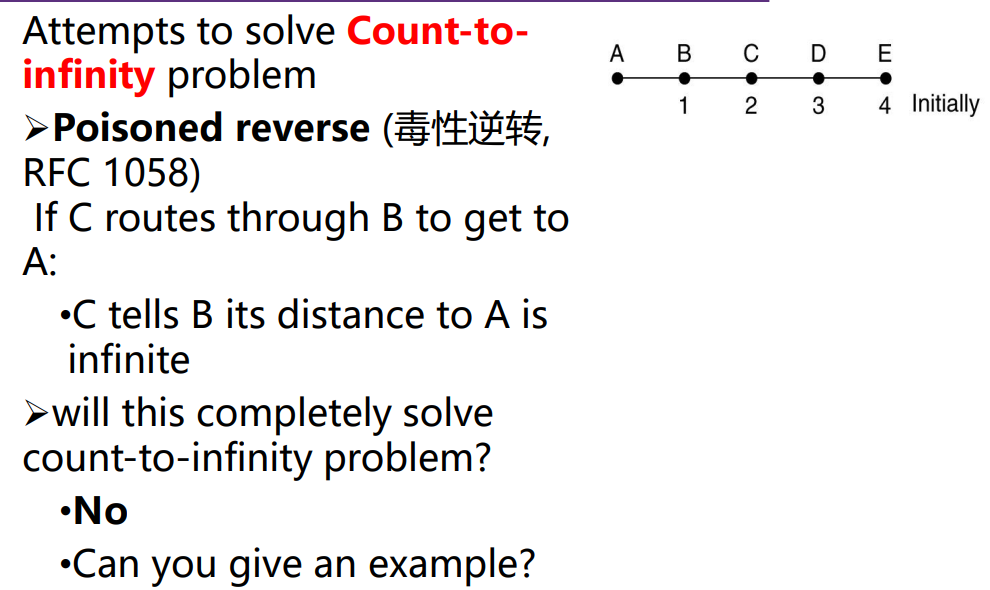 Attempts to solve Count-to-
infinity problem
➢Poisoned reverse (毒性逆转,
RFC 1058)
If C routes through B to get to
A:
•C tells B its distance to A is
infinite
➢will this completely solve
count-to-infinity problem?
•No
•Can you give an example?
A B C D E
1 2 3 4 Initially